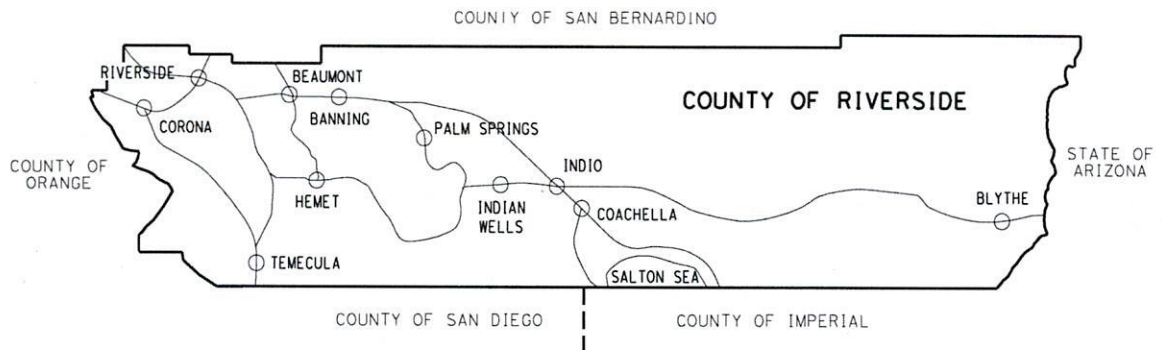 COUNTY OF SAN BERNARDINO
RIVERSIDE
BEAUMONT
COUNTY OF RIVERSIDE
BANNING
CORONA
PALM SPRINGS
COUNTY OF
ORANGE
INDIO
STATE OF
ARIZONA
HEMET
INDIAN
WELLS
COACHELLA
BLYTHE
TEMECULA
SALTON SEA
COUNTY OF SAN DIEGO
COUNTY OF IMPERIAL